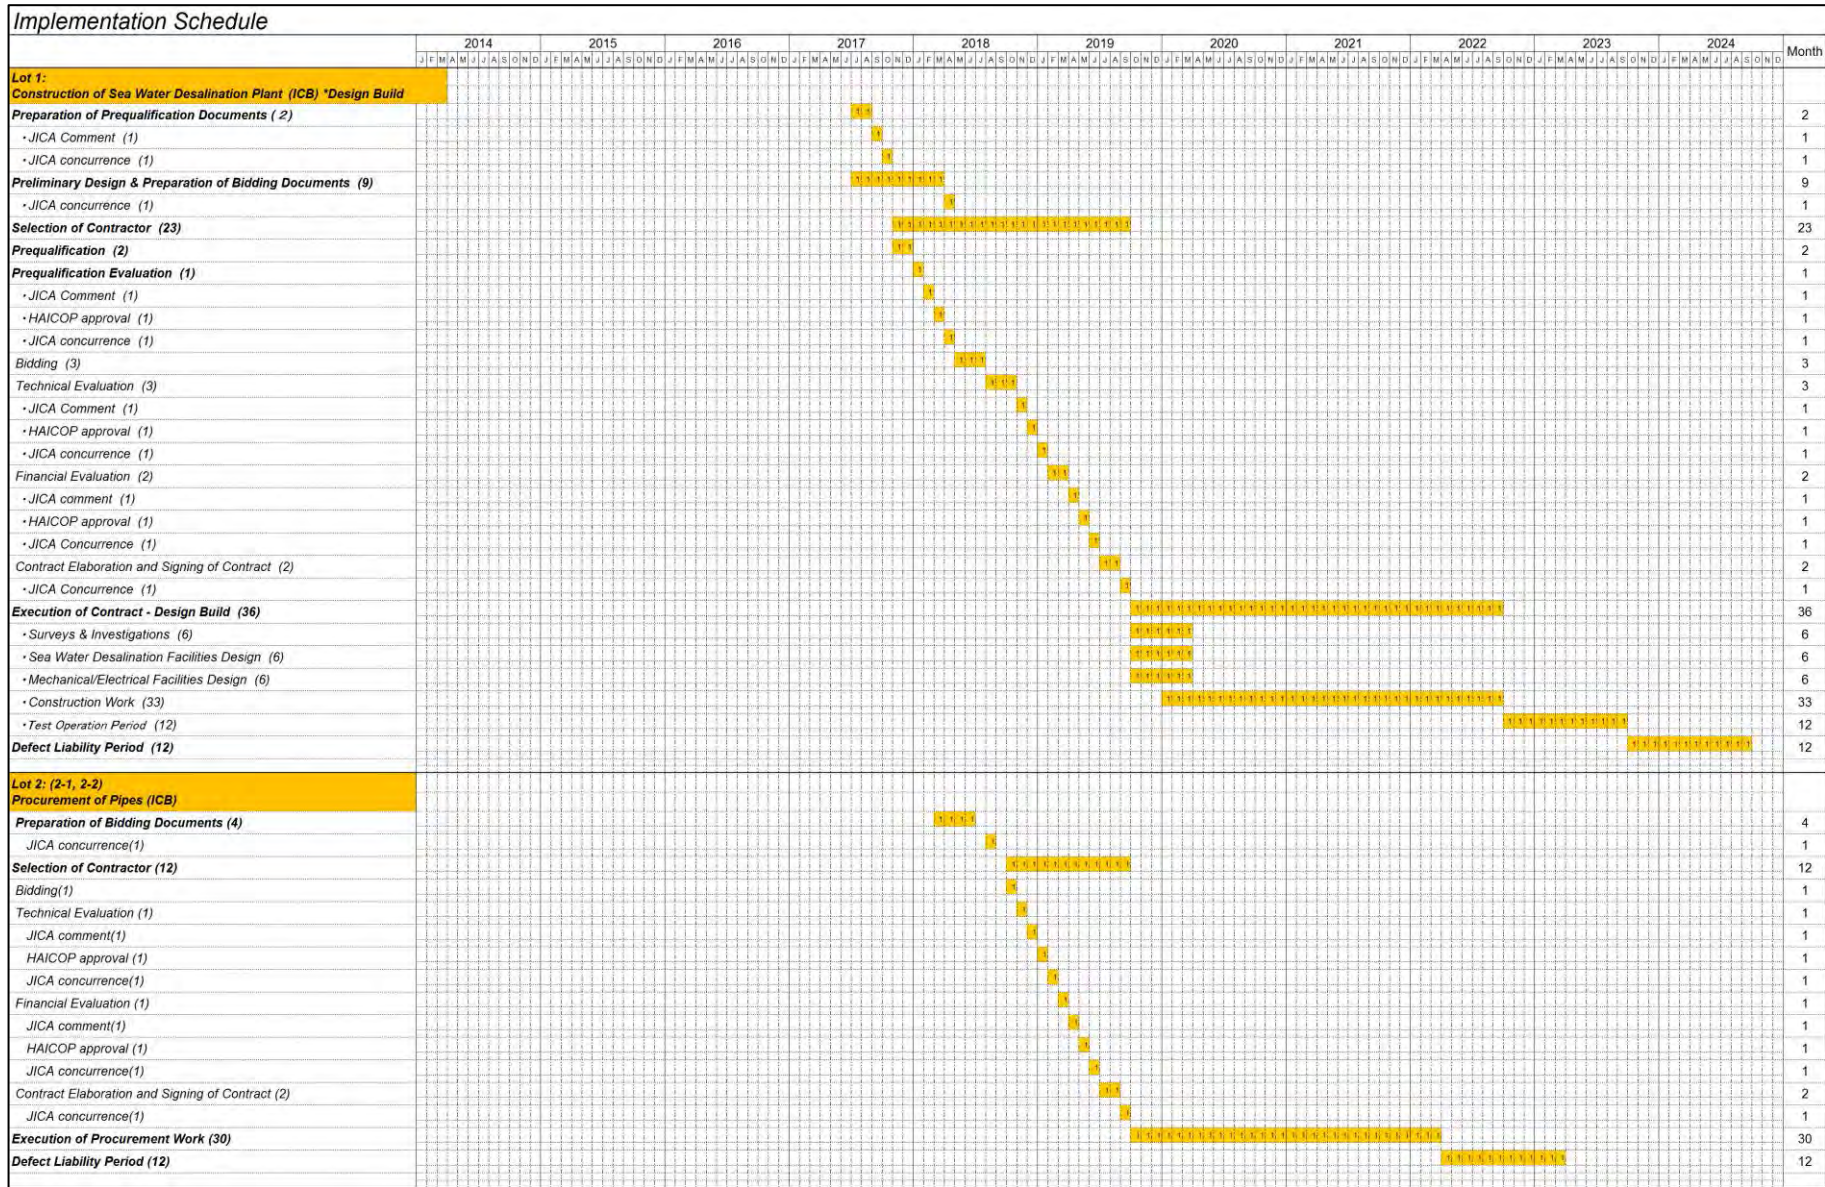 Implementation Schedule
2014 2015 2016 2017 2018 2019 2020 2021 2022 2023 2024 Month
J F M A M J J A S O N D J F M A M J J A S O N D J F M A M J J A S O N D J F M A M J J A S O N D J F M A M J J A S O N D J F M A M J J A S O N D J F M A M J J A S O N D J F M A M J J A S O N D J F M A M J J A S O N D J F M A M J J A S O N D J F M A M J J A S O N D
Lot 1:
Construction of Sea Water Desalination Plant (ICB) *Design Build
Preparation of Prequalification Documents ( 2) 2
・JICA Comment (1) 1
・JICA concurrence (1) 1
Preliminary Design & Preparation of Bidding Documents (9) 9
・JICA concurrence (1) 1
Selection of Contractor (23) 23
Prequalification (2) 2
Prequalification Evaluation (1) 1
・JICA Comment (1) 1
・HAICOP approval (1) 1
・JICA concurrence (1) 1
Bidding (3) 3
Technical Evaluation (3) 3
・JICA Comment (1) 1
・HAICOP approval (1) 1
・JICA concurrence (1) 1
Financial Evaluation (2) 2
・JICA comment (1) 1
・HAICOP approval (1) 1
・JICA Concurrence (1) 1
Contract Elaboration and Signing of Contract (2) 2
・JICA Concurrence (1) 1
Execution of Contract - Design Build (36) 36
・Surveys & Investigations (6) 6
・Sea Water Desalination Facilities Design (6) 6
・Mechanical/Electrical Facilities Design (6) 6
・Construction Work (33) 33
・Test Operation Period (12) 12
Defect Liability Period (12) 12
Lot 2: (2-1, 2-2)
Procurement of Pipes (ICB)
Preparation of Bidding Documents (4) 4
JICA concurrence(1) 1
Selection of Contractor (12) 12
Bidding(1) 1
Technical Evaluation (1) 1
JICA comment(1) 1
HAICOP approval (1) 1
JICA concurrence(1) 1
Financial Evaluation (1) 1
JICA comment(1) 1
HAICOP approval (1) 1
JICA concurrence(1) 1
Contract Elaboration and Signing of Contract (2) 2
JICA concurrence(1) 1
Execution of Procurement Work (30) 30
Defect Liability Period (12) 12